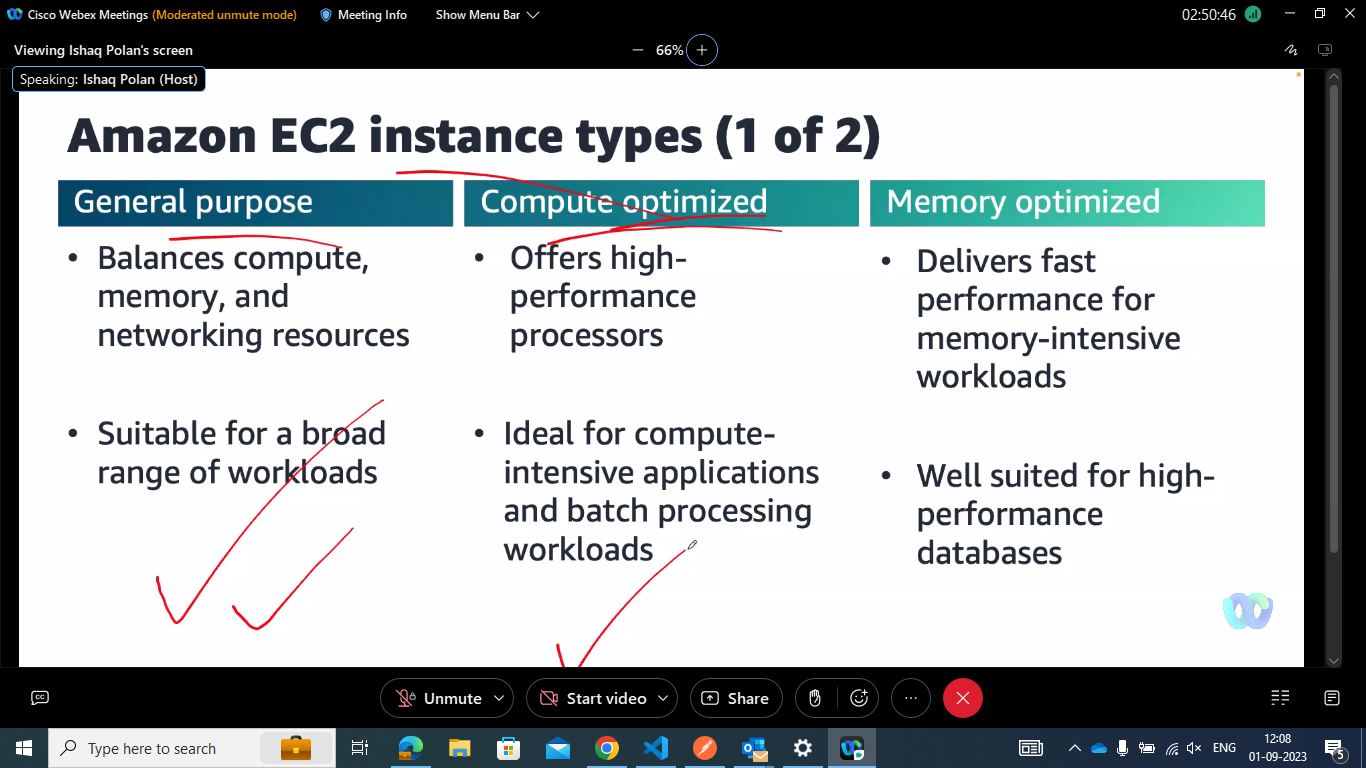 Cisco Webex Meetings (Moderated unmute mode) Meeting Info Show Menu Bar 02:50:46
Viewing Ishaq Polan's screen 66%
Speaking: Ishaq Polan (Host)
Amazon EC2 instance types (1 of 2)
General purpose
• Balances compute,
memory, and
networking resources
• Suitable for a broad
range of workloads
Compute optimized
• Offers high-
performance
processors
• Ideal for compute-
intensive applications
and batch processing
workloads
Memory optimized
• Delivers fast
performance for
memory-intensive
workloads
• Well suited for high-
performance
databases
CC Unmute Start video Share
Type here to search ENG 12:08
01-09-2023 5